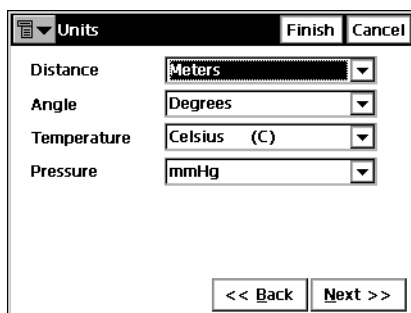 Units Finish Cancel
Distance Meters
Angle Degrees
Temperature Celsius (C)
Pressure mmHg
<< Back Next >>